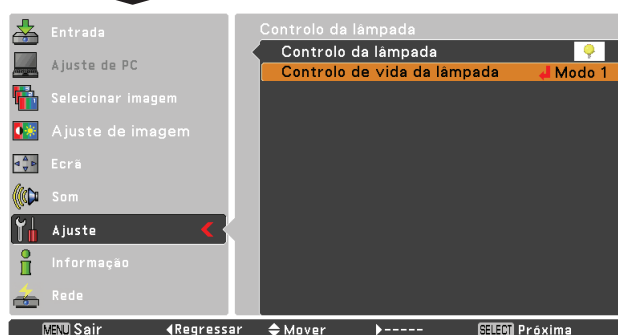 Entrada
Ajuste de PC
Selecionar imagem
Ajuste de imagem
Ecrã
Som
Ajuste
Informação
Rede
Controlo da lâmpada
Controlo da lâmpada
Controlo de vida da lâmpada Modo 1
MENU Sair Regressar Mover ----- SELECT Próxima